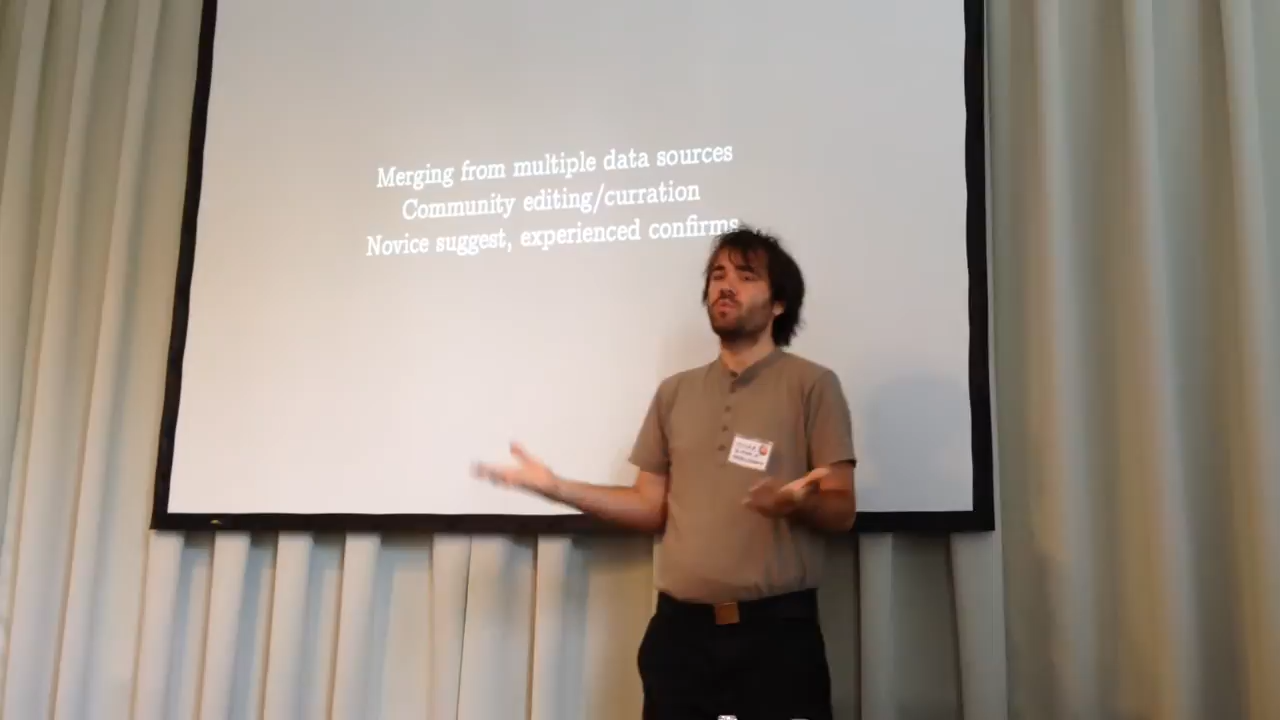 Merging from multiple data sources
Community editing/curration
Novice suggest, experienced confirms